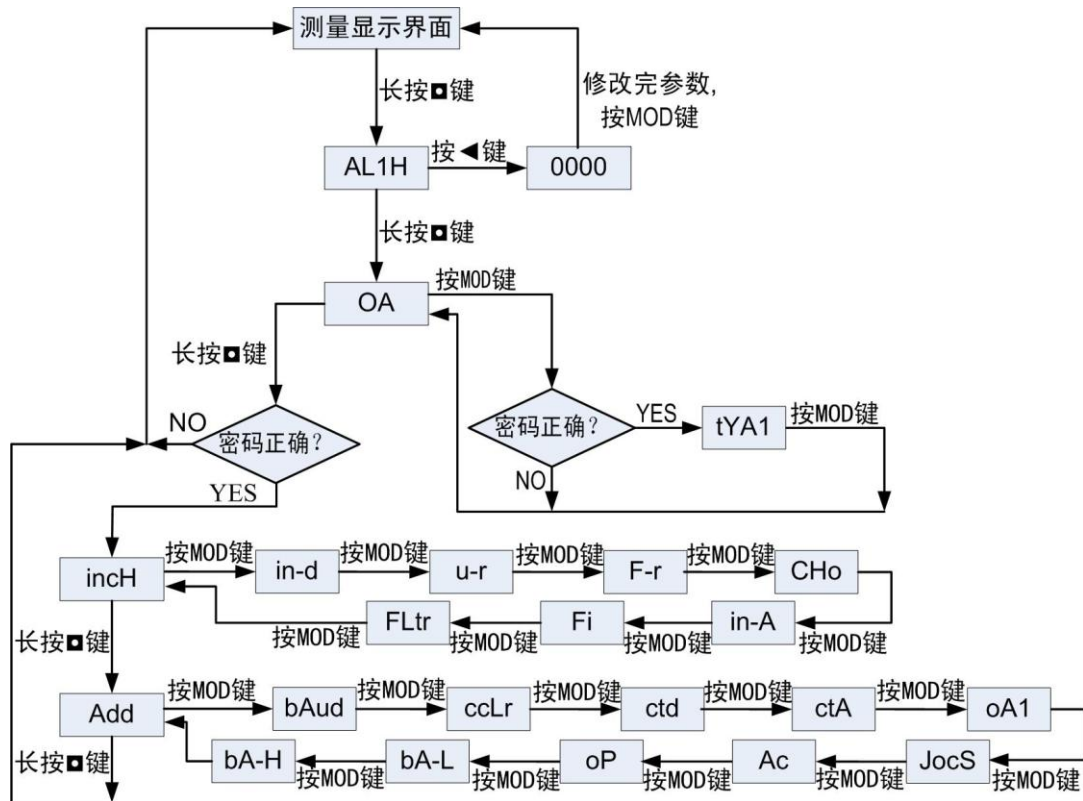 测量显示界面
长按◘键
修改完参数,
按MOD键
AL1H
按◀键
0000
长按◘键
OA
按MOD键
长按◘键
NO
密码正确?
YES
密码正确?
YES
tYA1
按MOD键
NO
incH
按MOD键
in-d
按MOD键
u-r
按MOD键
F-r
按MOD键
CHo
按MOD键
in-A
按MOD键
Fi
按MOD键
FLtr
按MOD键
长按◘键
Add
按MOD键
bAud
按MOD键
ccLr
按MOD键
ctd
按MOD键
ctA
按MOD键
oA1
按MOD键
JocS
按MOD键
Ac
按MOD键
oP
按MOD键
bA-L
按MOD键
bA-H
长按◘键